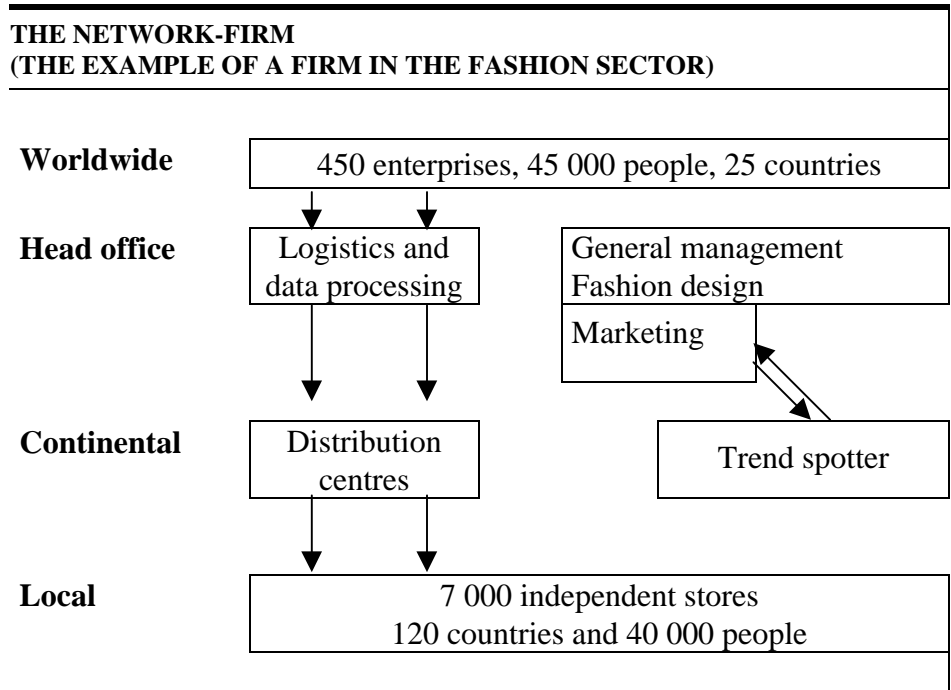 THE NETWORK-FIRM
(THE EXAMPLE OF A FIRM IN THE FASHION SECTOR)
Worldwide
450 enterprises, 45 000 people, 25 countries
Head office
Logistics and
data processing
General management
Fashion design
Marketing
Continental
Distribution
centres
Trend spotter
Local
7 000 independent stores
120 countries and 40 000 people